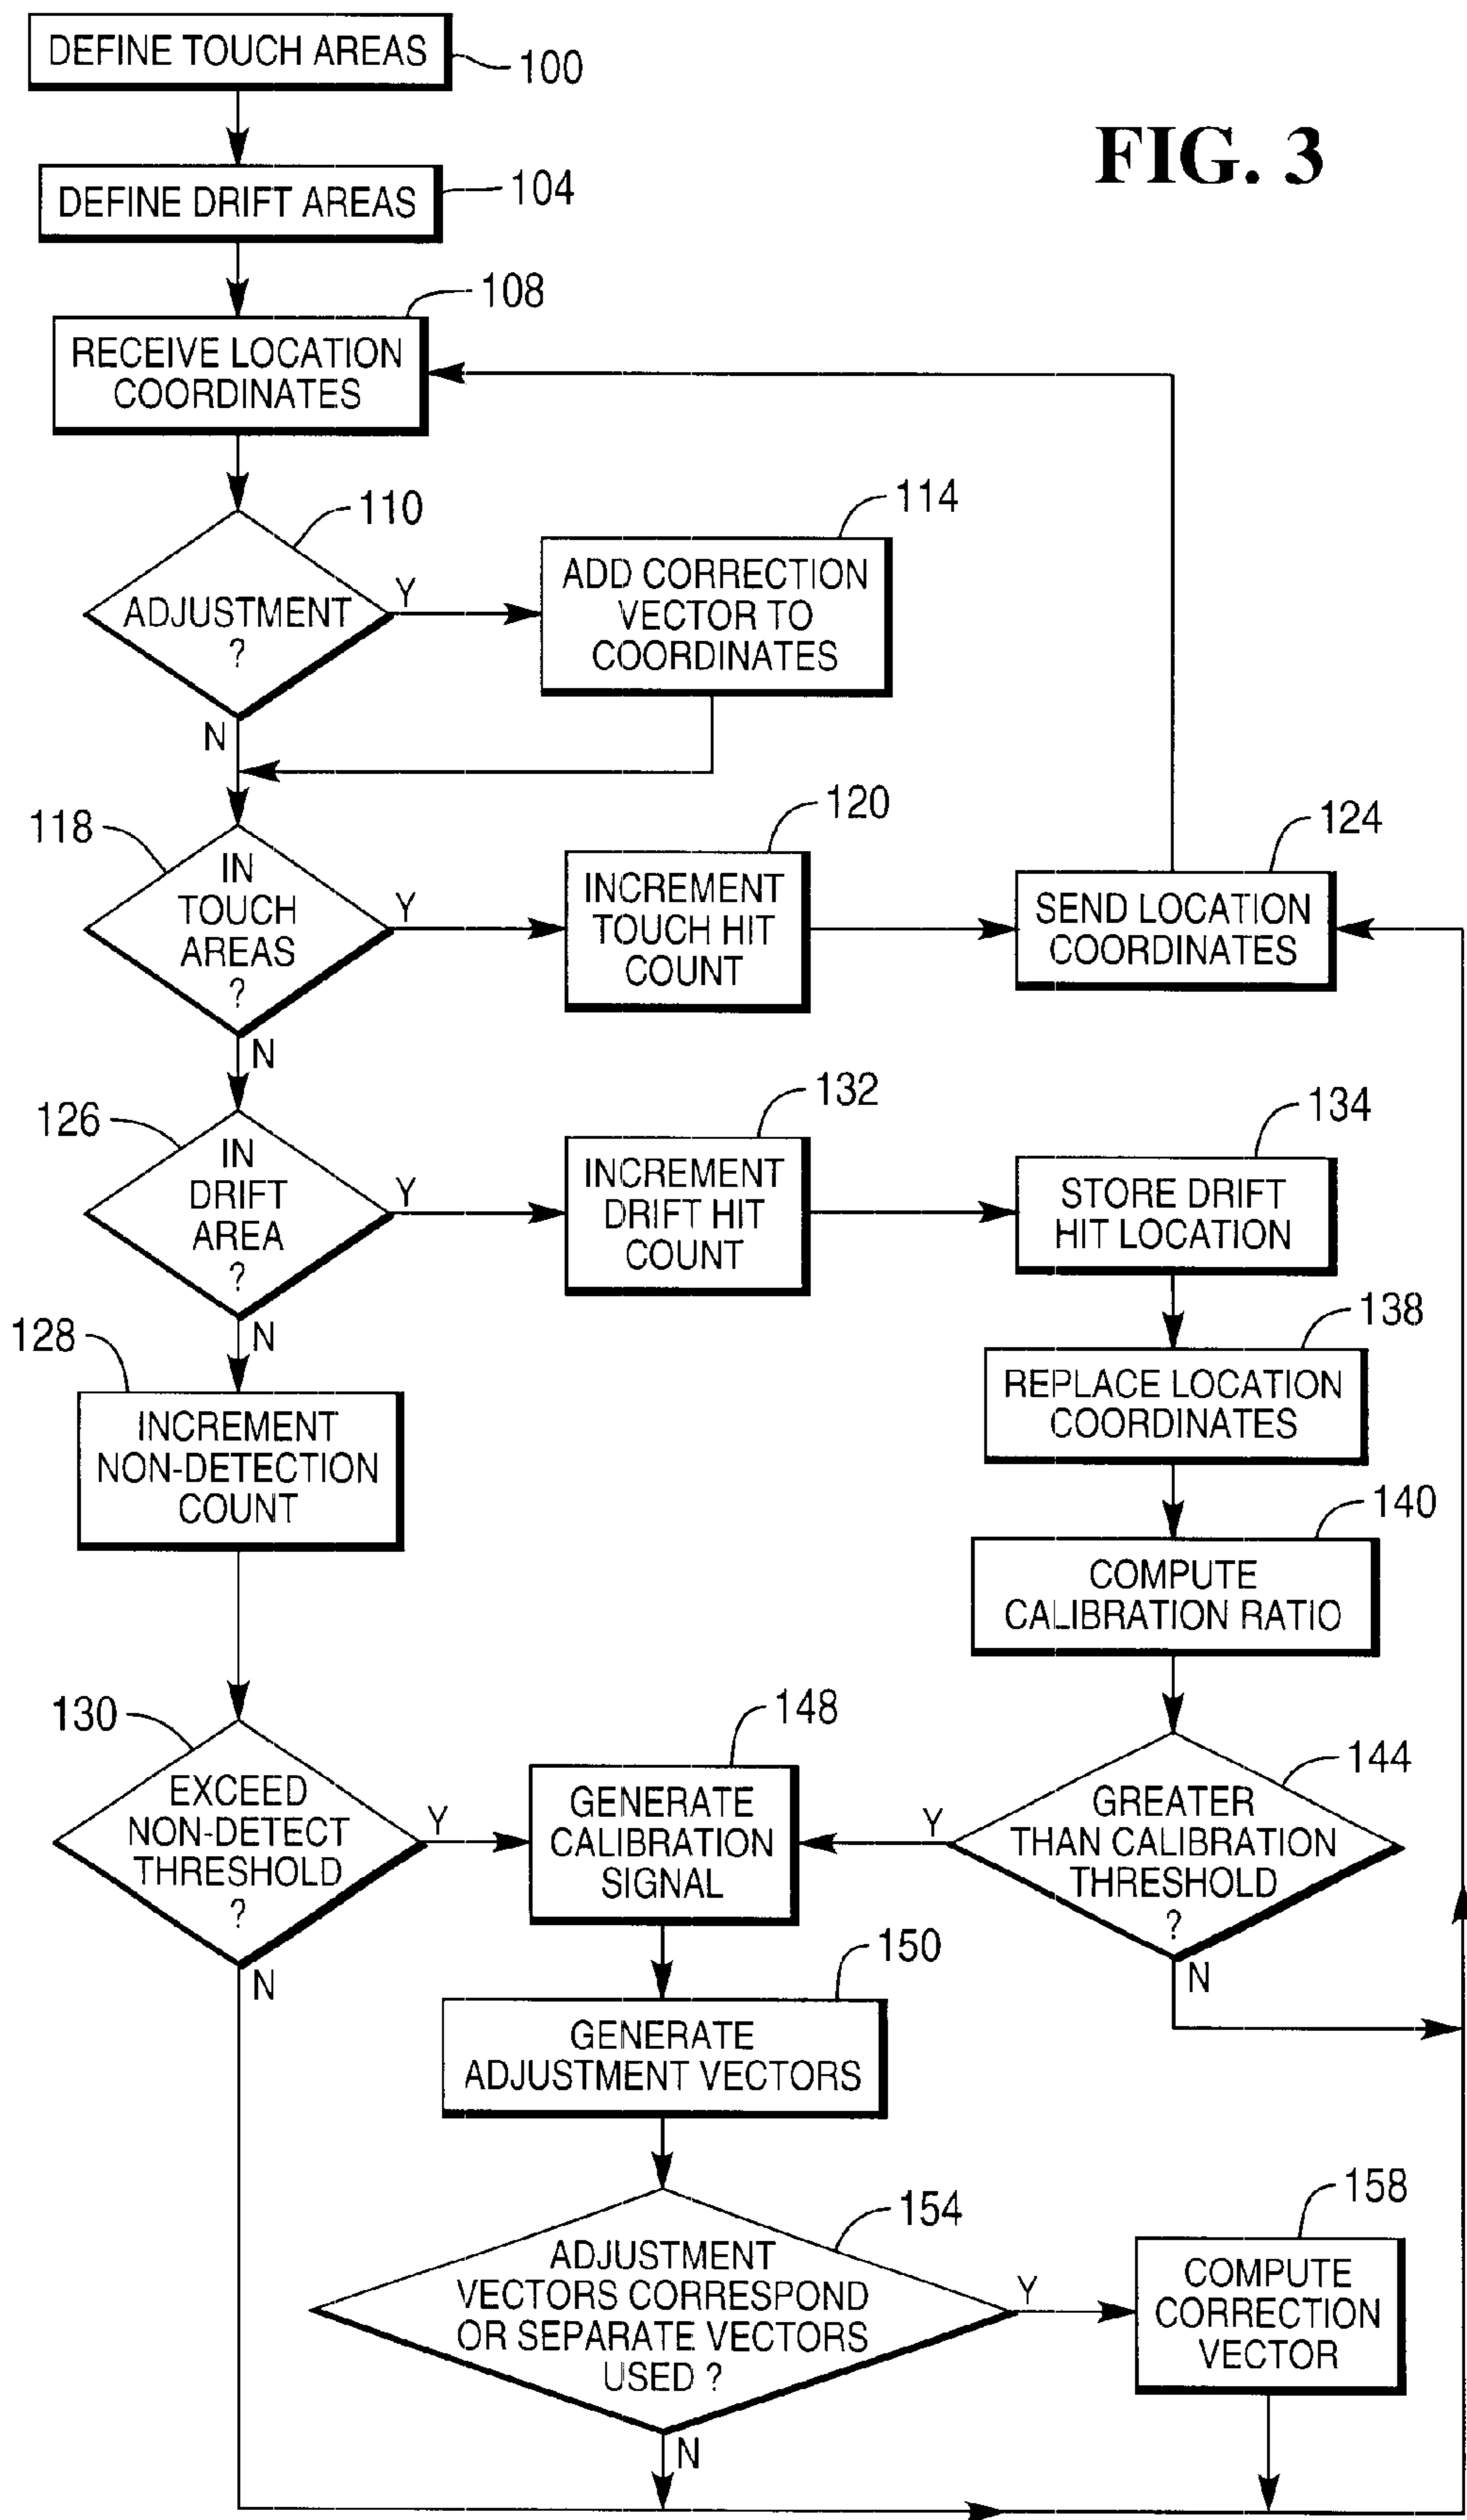 DEFINE TOUCH AREAS
100
FIG. 3
DEFINE DRIFT AREAS
104
108
RECEIVE LOCATION
COORDINATES
110
ADJUSTMENT
?
Y
N
114
ADD CORRECTION
VECTOR TO
COORDINATES
118
IN
TOUCH
AREAS
?
Y
N
120
INCREMENT
TOUCH HIT
COUNT
124
SEND LOCATION
COORDINATES
126
IN
DRIFT
AREA
?
Y
N
132
INCREMENT
DRIFT HIT
COUNT
134
STORE DRIFT
HIT LOCATION
128
INCREMENT
NON-DETECTION
COUNT
138
REPLACE LOCATION
COORDINATES
140
COMPUTE
CALIBRATION RATIO
130
EXCEED
NON-DETECT
THRESHOLD
?
Y
N
148
GENERATE
CALIBRATION
SIGNAL
144
GREATER
THAN CALIBRATION
THRESHOLD
?
Y
N
150
GENERATE
ADJUSTMENT VECTORS
154
ADJUSTMENT
VECTORS CORRESPOND
OR SEPARATE VECTORS
USED ?
Y
N
158
COMPUTE
CORRECTION
VECTOR